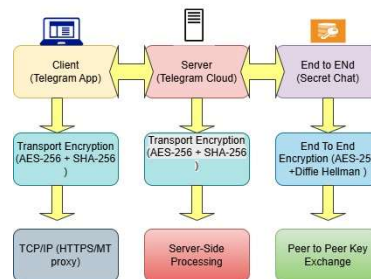 Client
(Telegram App)
Server
(Telegram Cloud)
End to ENd
(Secret Chat)
Transport Encryption
(AES-256 + SHA-256
)
Transport Encryption
(AES-256 + SHA-256
)
End To End
Encryption (AES-25
+Diffie Hellman )
TCP/IP (HTTPS/MT
proxy)
Server-Side
Processing
Peer to Peer Key
Exchange